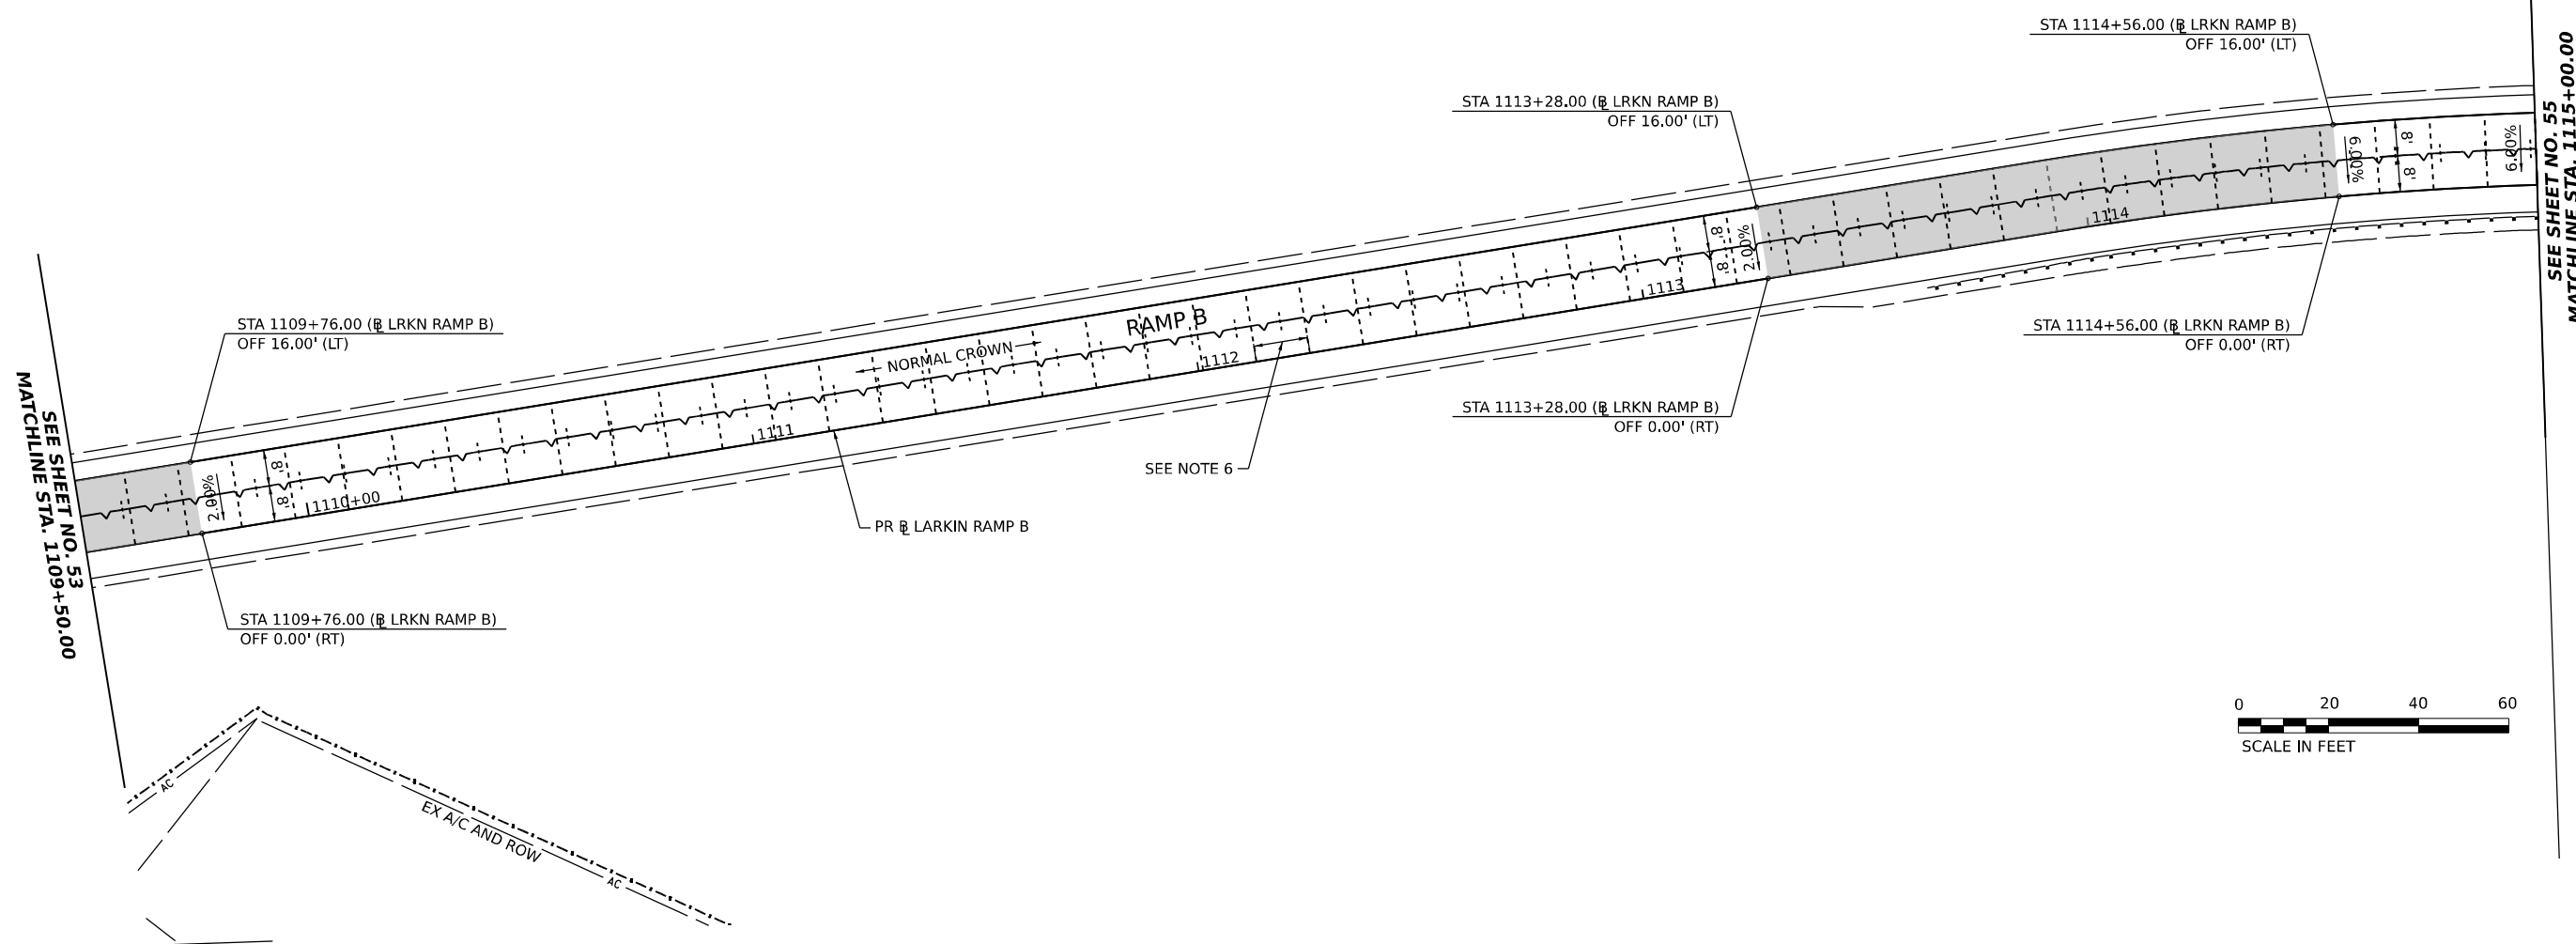 STA 1114+56.00 (℄ LRKN RAMP B)
OFF 16.00' (LT)
STA 1113+28.00 (℄ LRKN RAMP B)
OFF 16.00' (LT)
SEE SHEET NO. 55
MATCHLINE STA. 1115+00.00
6.00%
8'
8'
6.00%
1114
8'
8'
2.00%
1113
STA 1109+76.00 (℄ LRKN RAMP B)
OFF 16.00' (LT)
RAMP B
NORMAL CROWN
1112
STA 1114+56.00 (℄ LRKN RAMP B)
OFF 0.00' (RT)
SEE SHEET NO. 53
MATCHLINE STA. 1109+50.00
2.00%
8'
8'
1110+00
1111
STA 1113+28.00 (℄ LRKN RAMP B)
OFF 0.00' (RT)
SEE NOTE 6
PR ℄ LARKIN RAMP B
STA 1109+76.00 (℄ LRKN RAMP B)
OFF 0.00' (RT)
0 20 40 60
SCALE IN FEET
AC
EX A/C AND ROW
AC